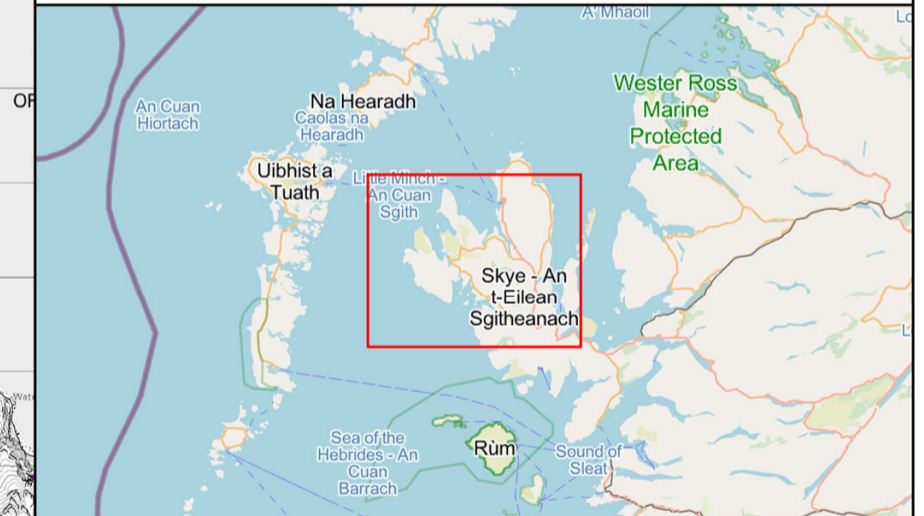 A' Mhaoil
Wester Ross
Marine
Protected
Area
An Cuan
Hiortach
Na Hearadh
Caolas na
Hearadh
Uibhist a
Tuath
Little Minch -
An Cuan
Sgith
Skye - An
t-Eilean
Sgitheanach
Rùm
Sea of the
Hebrides - An
Cuan
Barrach
Sound of
Sleat